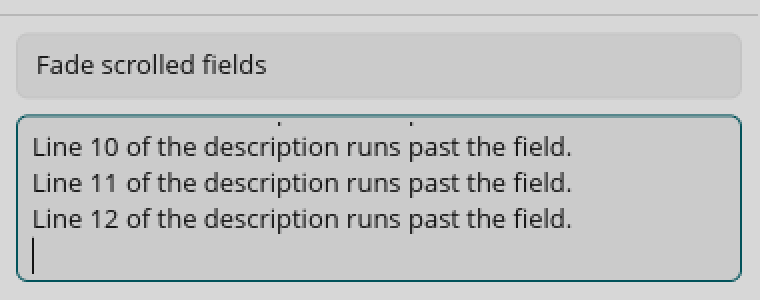 Fade scrolled fields
Line 10 of the description runs past the field.
Line 11 of the description runs past the field.
Line 12 of the description runs past the field.